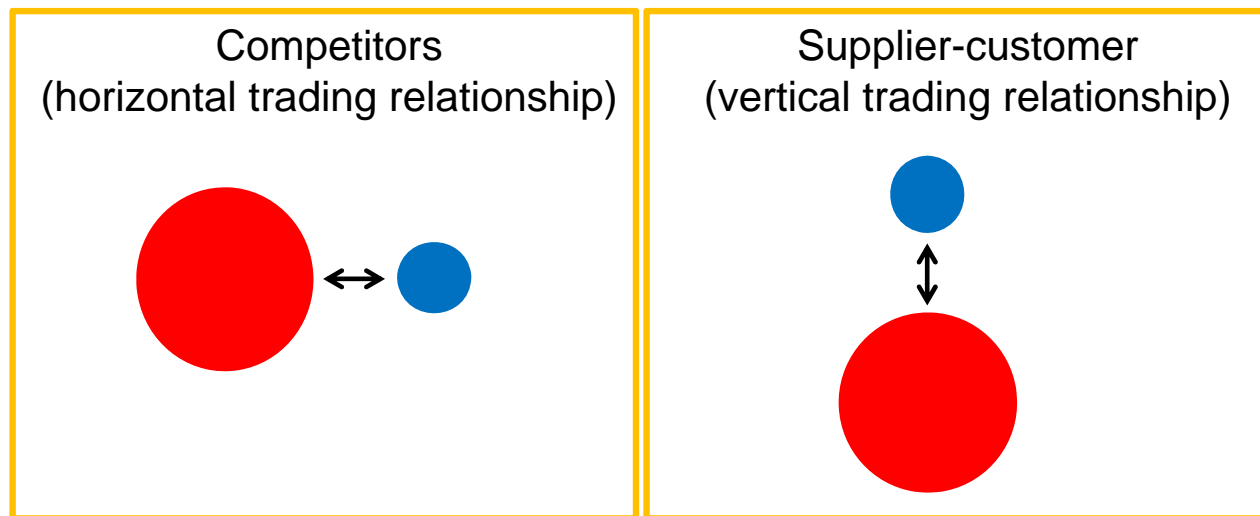 Competitors
(horizontal trading relationship)
Supplier-customer
(vertical trading relationship)